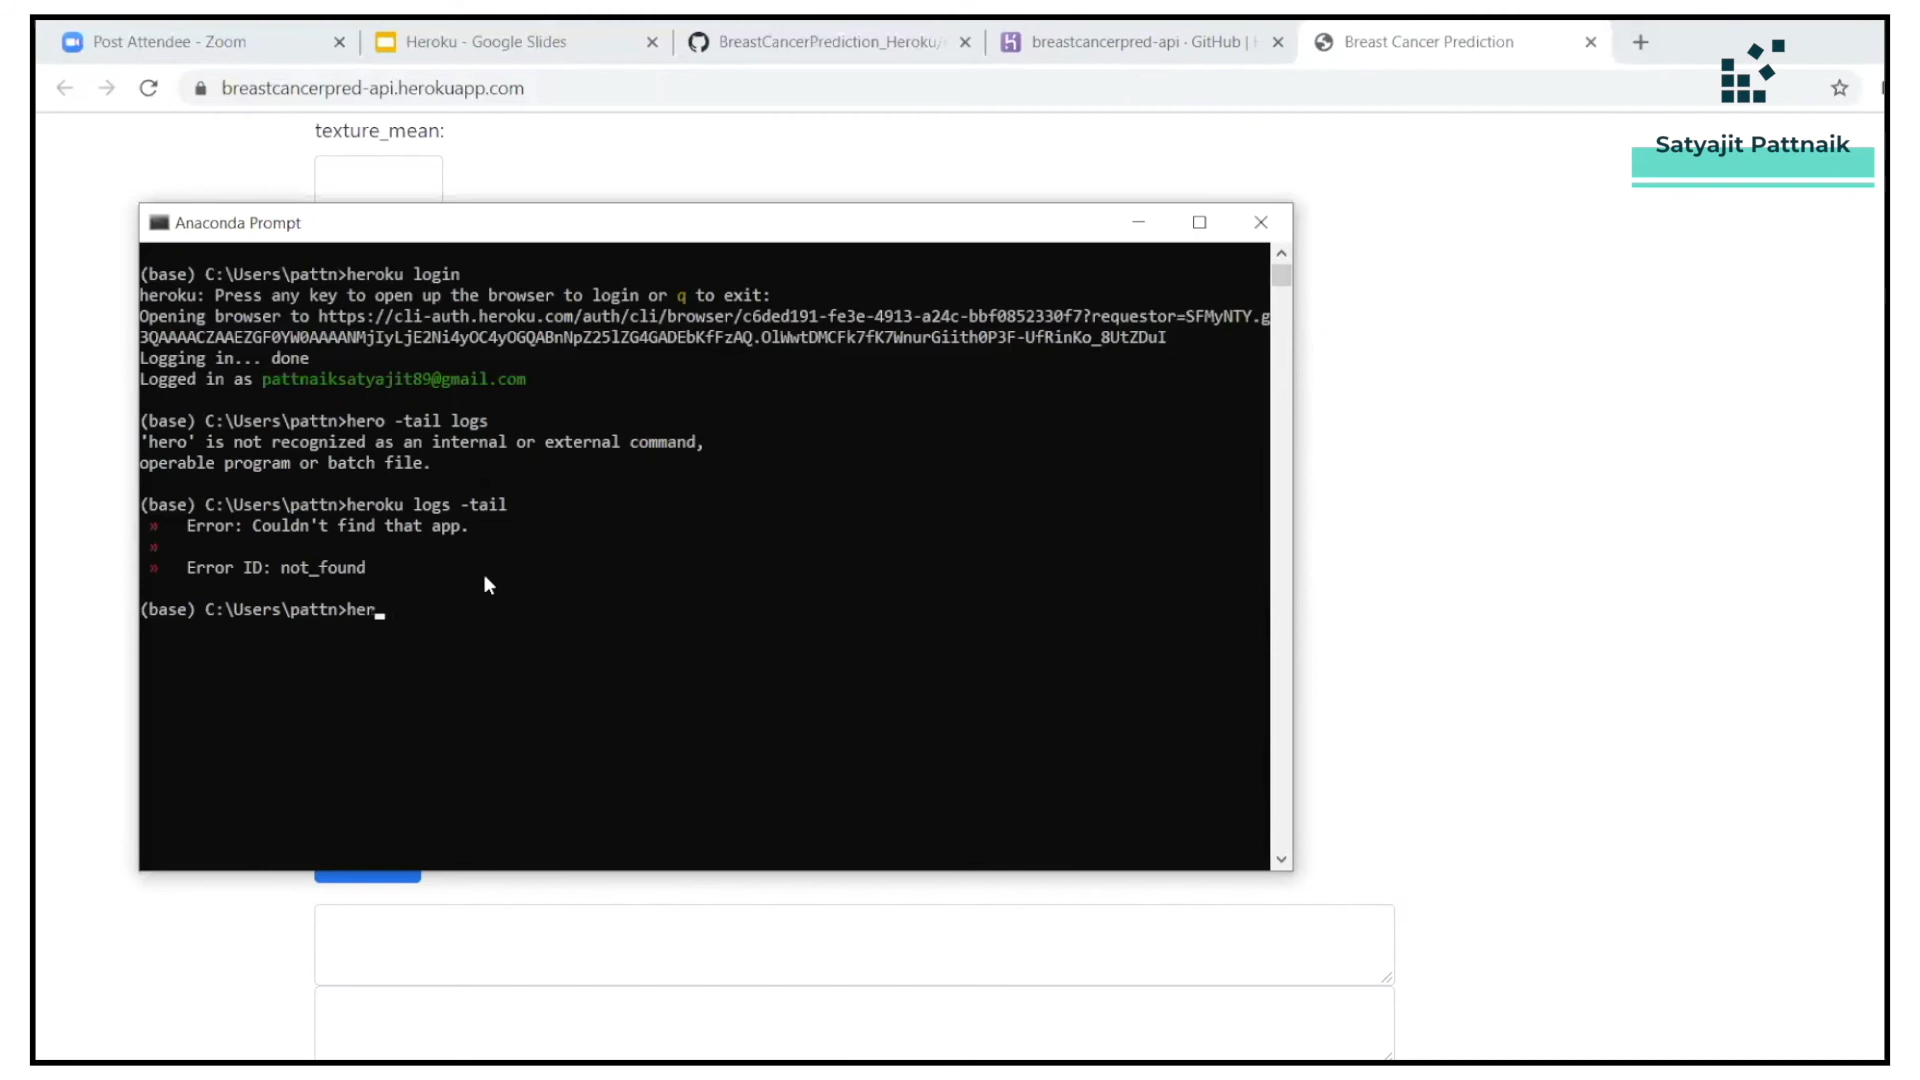 Post Attendee - Zoom
Heroku - Google Slides
BreastCancerPrediction_Heroku/
breastcancerpred-api · GitHub |
Breast Cancer Prediction
breastcancerpred-api.herokuapp.com
Satyajit Pattnaik
texture_mean:
Anaconda Prompt
(base) C:\Users\pattn>heroku login
heroku: Press any key to open up the browser to login or q to exit:
Opening browser to https://cli-auth.heroku.com/auth/cli/browser/c6ded191-fe3e-4913-a24c-bbf0852330f7?requestor=SFMyNTY.g
3QAAAACZAAEZGF0YW0AAAANMjIyLjE2Ni4yOC4yOGQABnNpZ25lZG4GADEbKfFzAQ.OlWwtDMCFk7fK7WnurGiith0P3F-UfRinKo_8UtZDuI
Logging in... done
Logged in as pattnaiksatyajit89@gmail.com
(base) C:\Users\pattn>hero -tail logs
'hero' is not recognized as an internal or external command,
operable program or batch file.
(base) C:\Users\pattn>heroku logs -tail
» Error: Couldn't find that app.
»
» Error ID: not_found
(base) C:\Users\pattn>her_